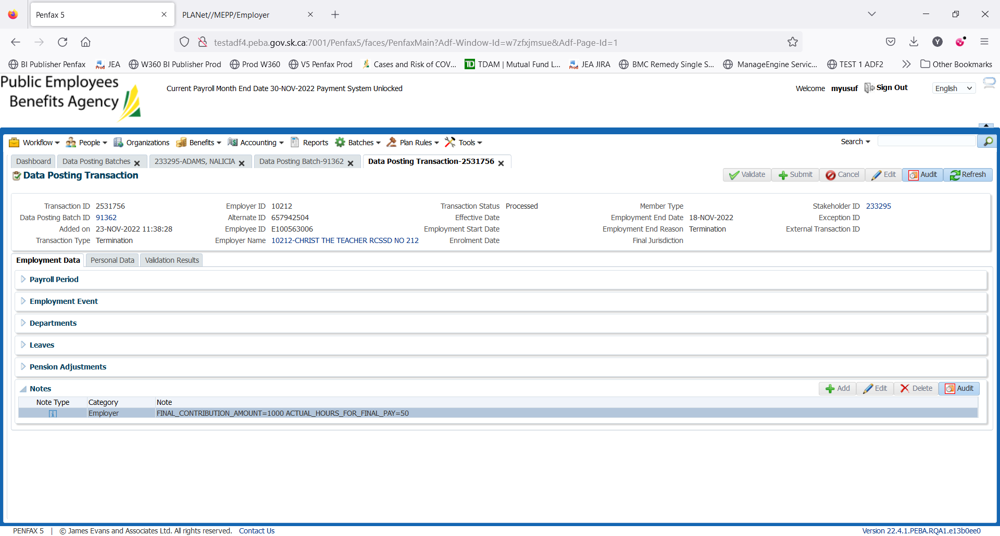 Penfax 5
PLANet//MEPP/Employer
testadf4.peba.gov.sk.ca:7001/Penfax5/faces/PenfaxMain?Adf-Window-Id=w7zfxjmsue&Adf-Page-Id=1
BI Publisher Penfax JEA W360 BI Publisher Prod Prod W360 V5 Penfax Prod Cases and Risk of COV... TDAM | Mutual Fund L... JEA JIRA BMC Remedy Single S... ManageEngine Servic... TEST 1 ADF2 Other Bookmarks
Public Employees
Benefits Agency
Current Payroll Month End Date 30-NOV-2022 Payment System Unlocked
Welcome myusuf Sign Out English
Workflow People Organizations Benefits Accounting Reports Batches Plan Rules Tools Search
Dashboard Data Posting Batches 233295-ADAMS, NALICIA Data Posting Batch-91362 Data Posting Transaction-2531756
Data Posting Transaction
Validate Submit Cancel Edit Audit Refresh
Transaction ID 2531756 Employer ID 10212 Transaction Status Processed Member Type Stakeholder ID 233295
Data Posting Batch ID 91362 Alternate ID 657942504 Effective Date Employment End Date 18-NOV-2022 Exception ID
Added on 23-NOV-2022 11:38:28 Employee ID E100563006 Employment Start Date Employment End Reason Termination External Transaction ID
Transaction Type Termination Employer Name 10212-CHRIST THE TEACHER RCSSD NO 212 Enrolment Date Final Jurisdiction
Employment Data Personal Data Validation Results
Payroll Period
Employment Event
Departments
Leaves
Pension Adjustments
Notes Add Edit Delete Audit
Note Type Category Note
Employer FINAL_CONTRIBUTION_AMOUNT=1000 ACTUAL_HOURS_FOR_FINAL_PAY=50
PENFAX 5 | © James Evans and Associates Ltd. All rights reserved. Contact Us Version 22.4.1.PEBA.RQA1.e13b0ee0